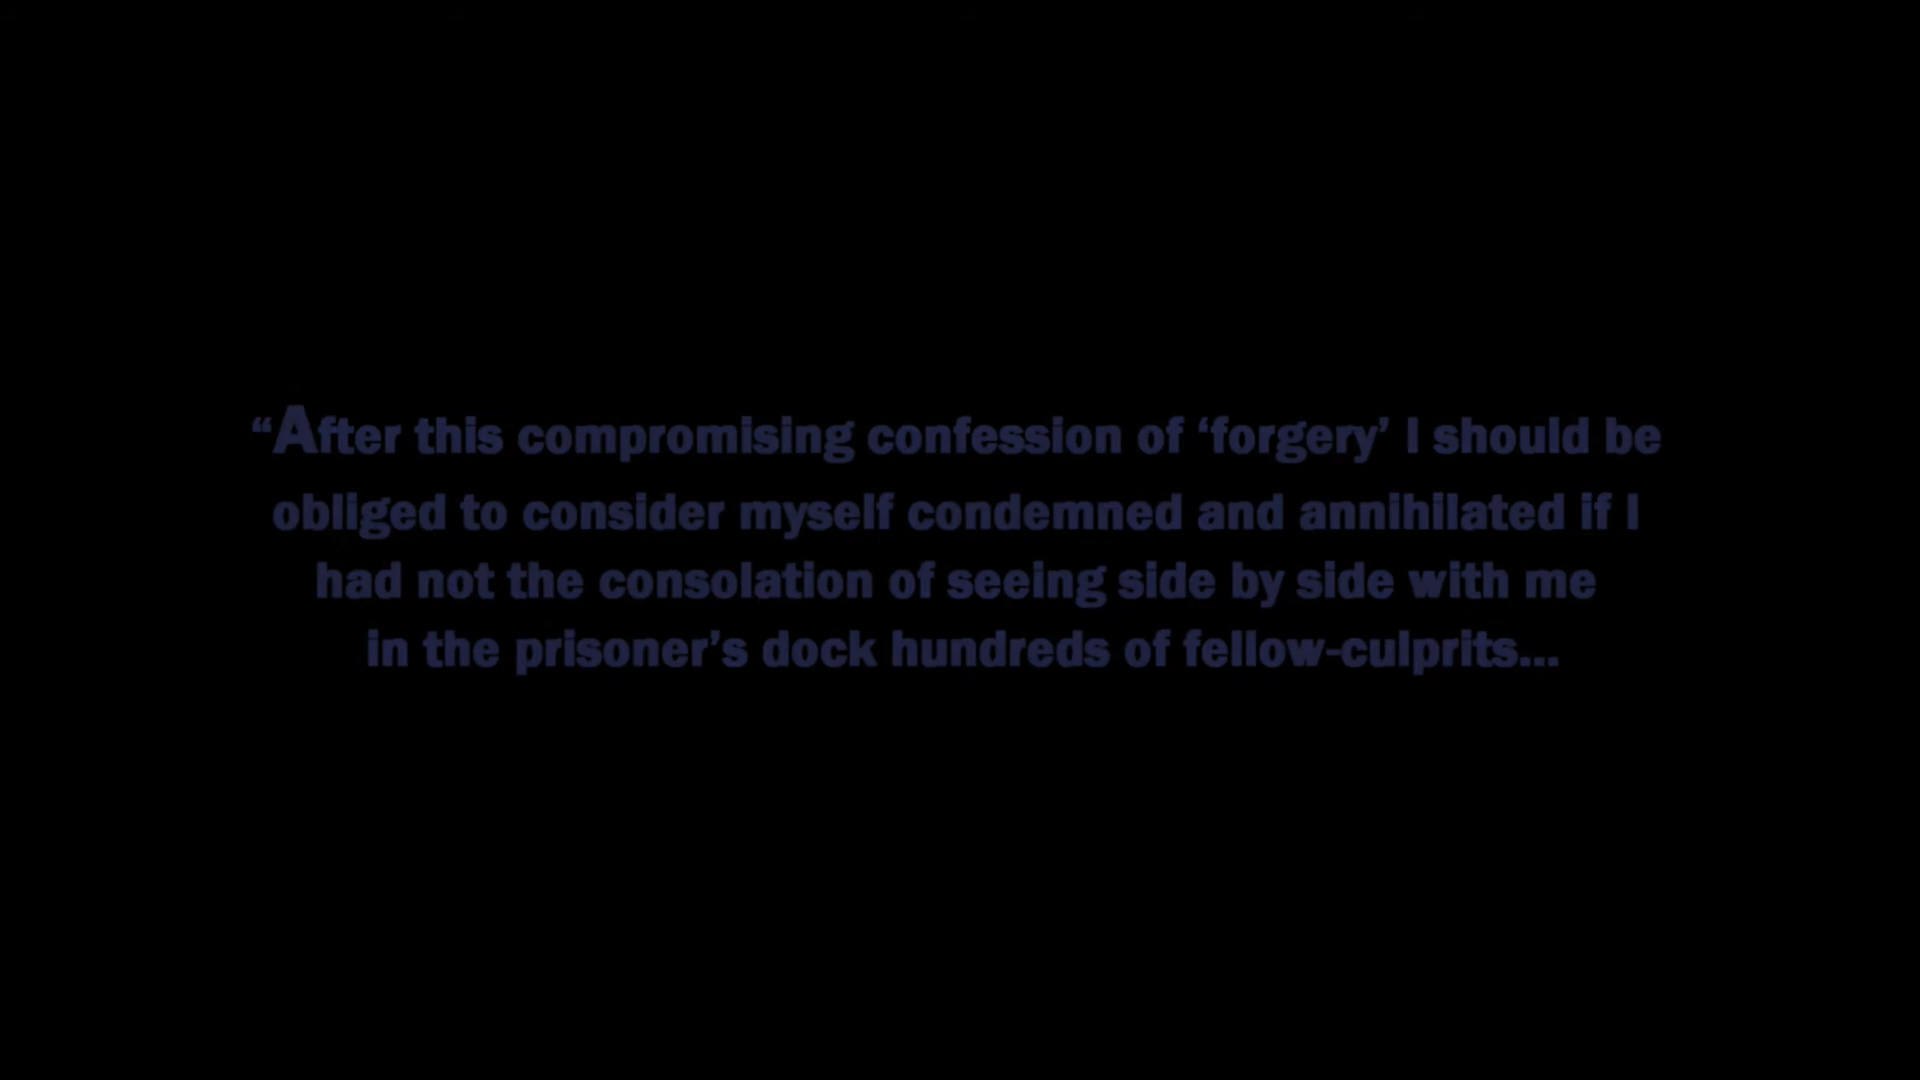 “After this compromising confession of ‘forgery’ I should be
obliged to consider myself condemned and annihilated if I
had not the consolation of seeing side by side with me
in the prisoner’s dock hundreds of fellow-culprits...